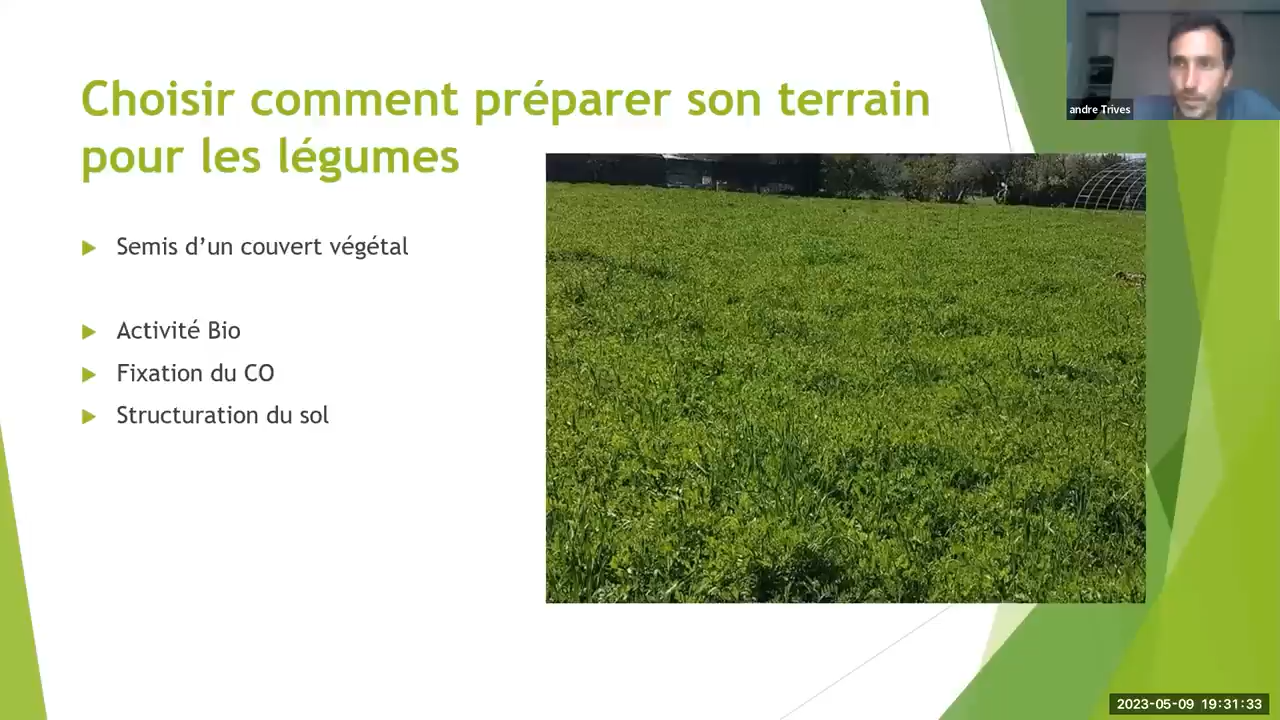 Choisir comment préparer son terrain
pour les légumes
Semis d’un couvert végétal
Activité Bio
Fixation du CO
Structuration du sol
andre Trives
2023-05-09 19:31:33